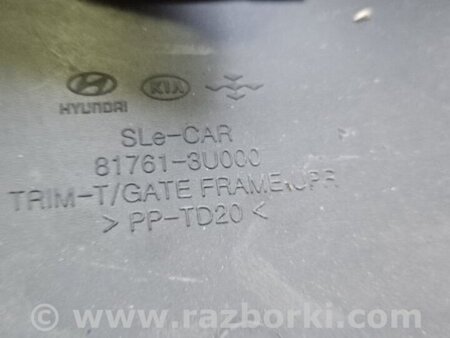 HYUNDAI KIA
SLe-CAR
81761-3U000
TRIM-T/GATE FRAME,UPR
> PP-TD20 <
© www.razborki.com